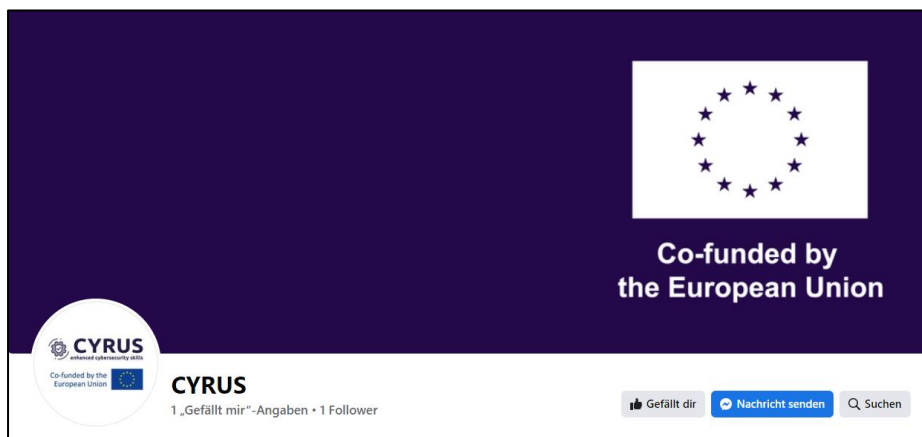 Co-funded by
the European Union
CYRUS
enhanced cybersecurity skills
Co-funded by the
European Union
CYRUS
1 „Gefällt mir“-Angaben • 1 Follower
Gefällt dir
Nachricht senden
Suchen